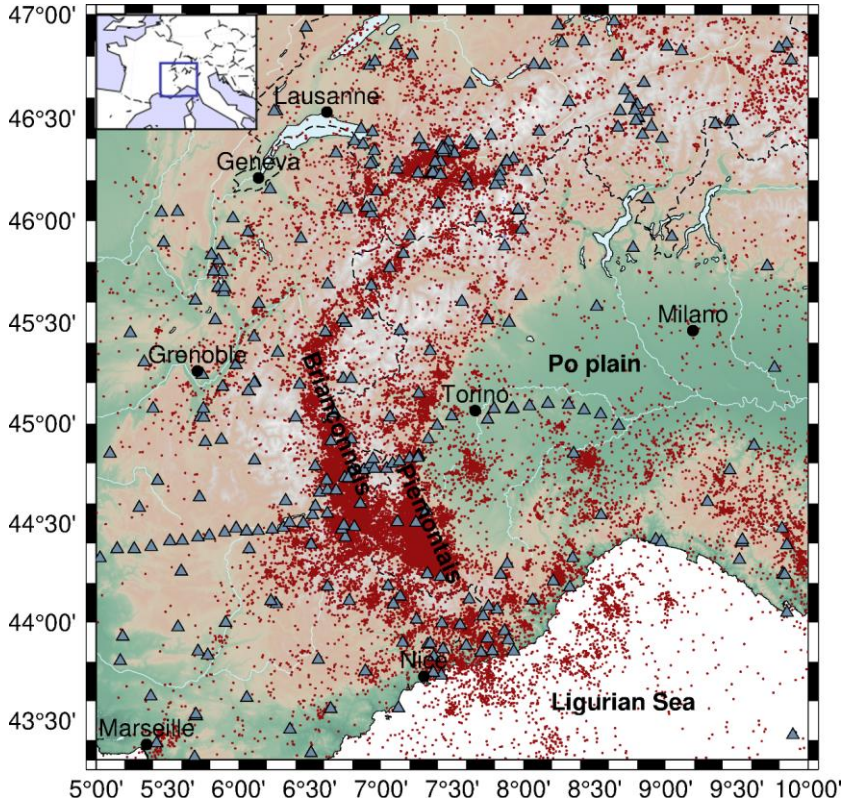 47°00'
46°30'
46°00'
45°30'
45°00'
44°30'
44°00'
43°30'
Lausanne
Geneva
Milano
Grenoble
Po plain
Torino
Briançonnais
Piemontais
Nice
Ligurian Sea
Marseille
5°00' 5°30' 6°00' 6°30' 7°00' 7°30' 8°00' 8°30' 9°00' 9°30' 10°00'